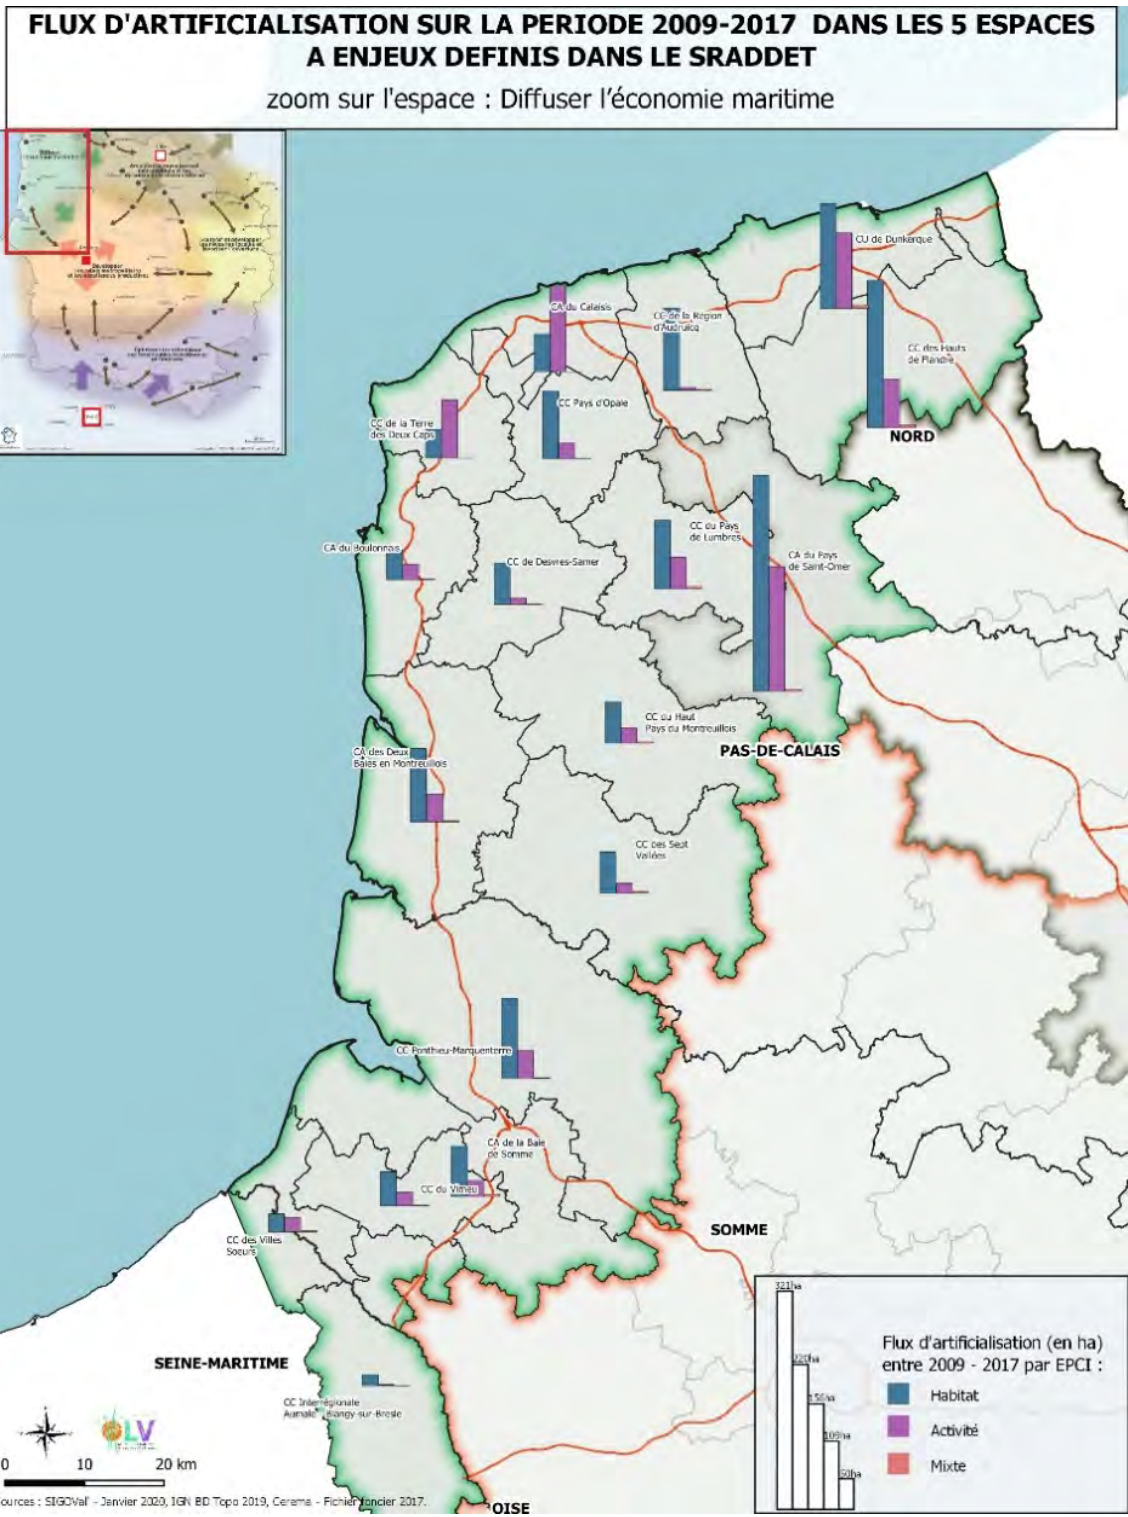 FLUX D'ARTIFICIALISATION SUR LA PERIODE 2009-2017 DANS LES 5 ESPACES
A ENJEUX DEFINIS DANS LE SRADDET
zoom sur l'espace : Diffuser l'économie maritime
CU de Dunkerque
CA du Calaisis
CC de la Région
d'Audruicq
CC des Hauts
de Flandre
CC Pays d'Opale
CC de la Terre
des Deux Caps
NORD
CC du Pays
de Lumbres
CA du Boulonnais
CC de Desvres-Samer
CA du Pays
de Saint-Omer
CC du Haut
Pays du Montreuillois
PAS-DE-CALAIS
CA des Deux
Baies en Montreuillois
CC des Sept
Vallées
CC Ponthieu-Marquenterre
CA de la Baie
de Somme
CC du Vimeu
CC des Villes
Soeurs
SOMME
321ha
220ha
156ha
109ha
50ha
Flux d'artificialisation (en ha)
entre 2009 - 2017 par EPCI :
Habitat
Activité
Mixte
SEINE-MARITIME
CC Interrégionale
Aumale - Blangy-sur-Bresle
OLV
0 10 20 km
ources : SIGOVal - Janvier 2020, IGN BD Topo 2019, Cerema - Fichier foncier 2017.
OISE